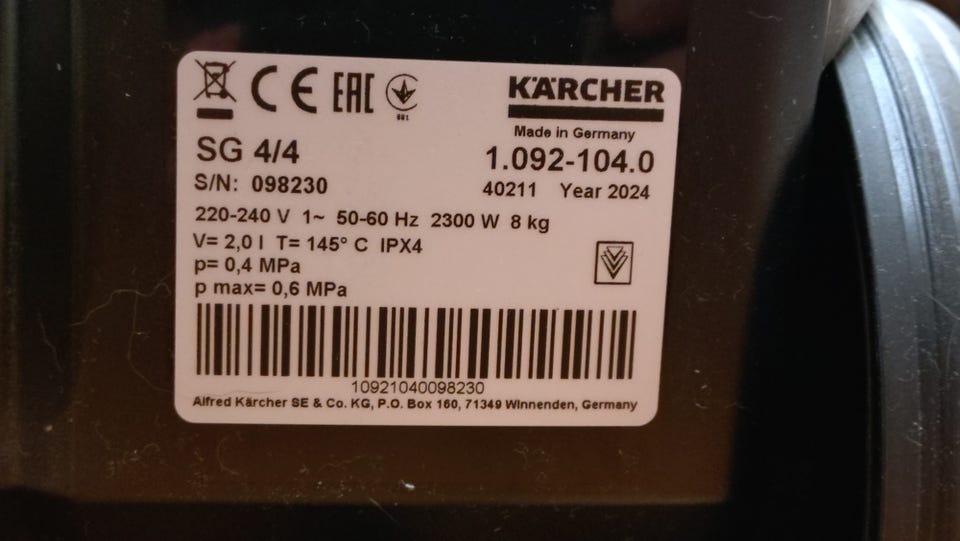 CE EAC
001
KÄRCHER
Made in Germany
SG 4/4
1.092-104.0
S/N: 098230
40211 Year 2024
220-240 V 1~ 50-60 Hz 2300 W 8 kg
V= 2,0 l T= 145° C IPX4
p= 0,4 MPa
p max= 0,6 MPa
10921040098230
Alfred Kärcher SE & Co. KG, P.O. Box 160, 71349 Winnenden, Germany